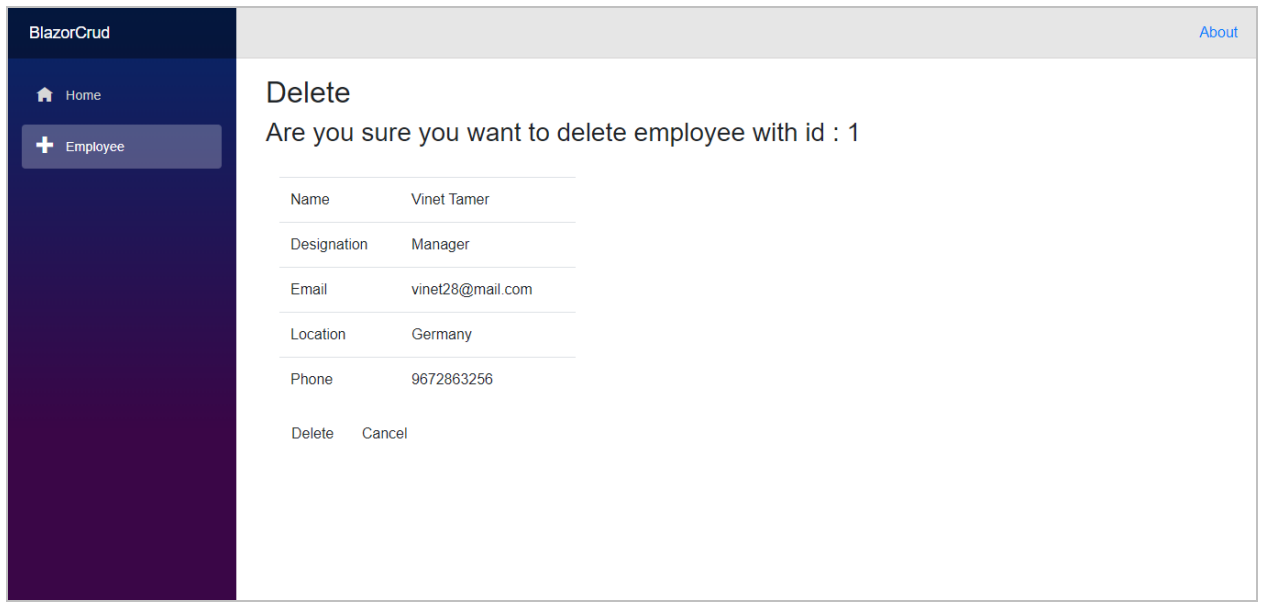 BlazorCrud
About
Home
Employee
Delete
Are you sure you want to delete employee with id : 1
Name Vinet Tamer
Designation Manager
Email vinet28@mail.com
Location Germany
Phone 9672863256
Delete Cancel